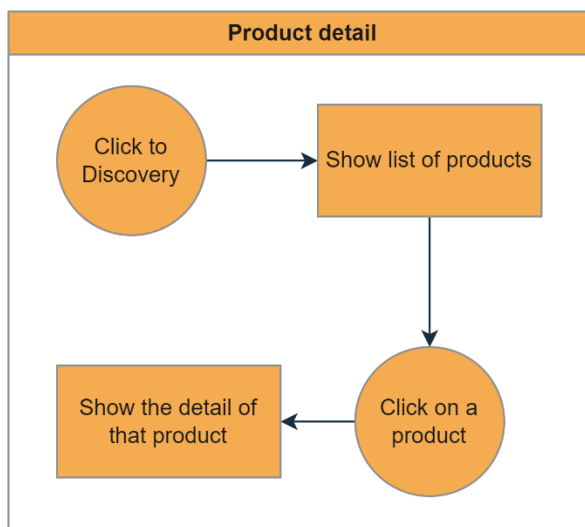 Product detail
Click to
Discovery
Show list of products
Click on a
product
Show the detail of
that product